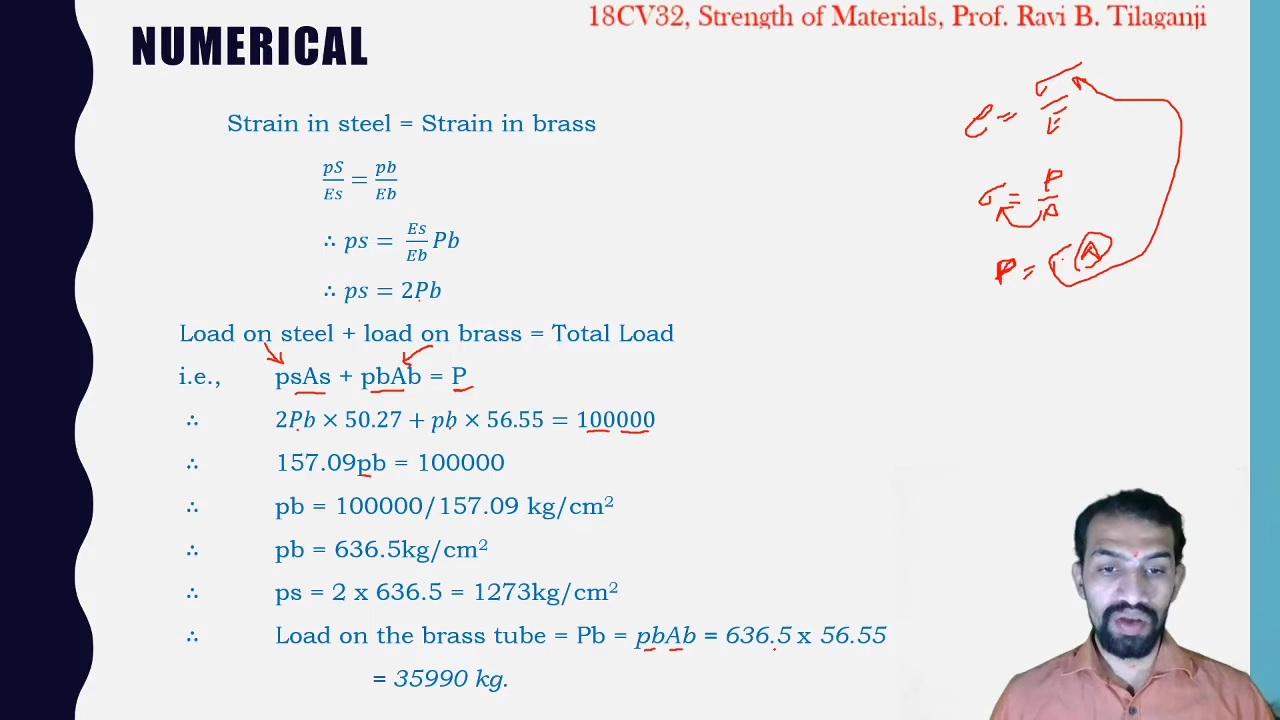 18CV32, Strength of Materials, Prof. Ravi B. Tilaganji
NUMERICAL
Strain in steel = Strain in brass
pS/Es = pb/Eb
∴ ps = Es/Eb Pb
∴ ps = 2Pb
Load on steel + load on brass = Total Load
i.e., psAs + pbAb = P
∴ 2Pb × 50.27 + pb × 56.55 = 100000
∴ 157.09pb = 100000
∴ pb = 100000/157.09 kg/cm²
∴ pb = 636.5kg/cm²
∴ ps = 2 x 636.5 = 1273kg/cm²
∴ Load on the brass tube = Pb = pbAb = 636.5 x 56.55
= 35990 kg.
e = σ/E
σ = P/A
P = σA